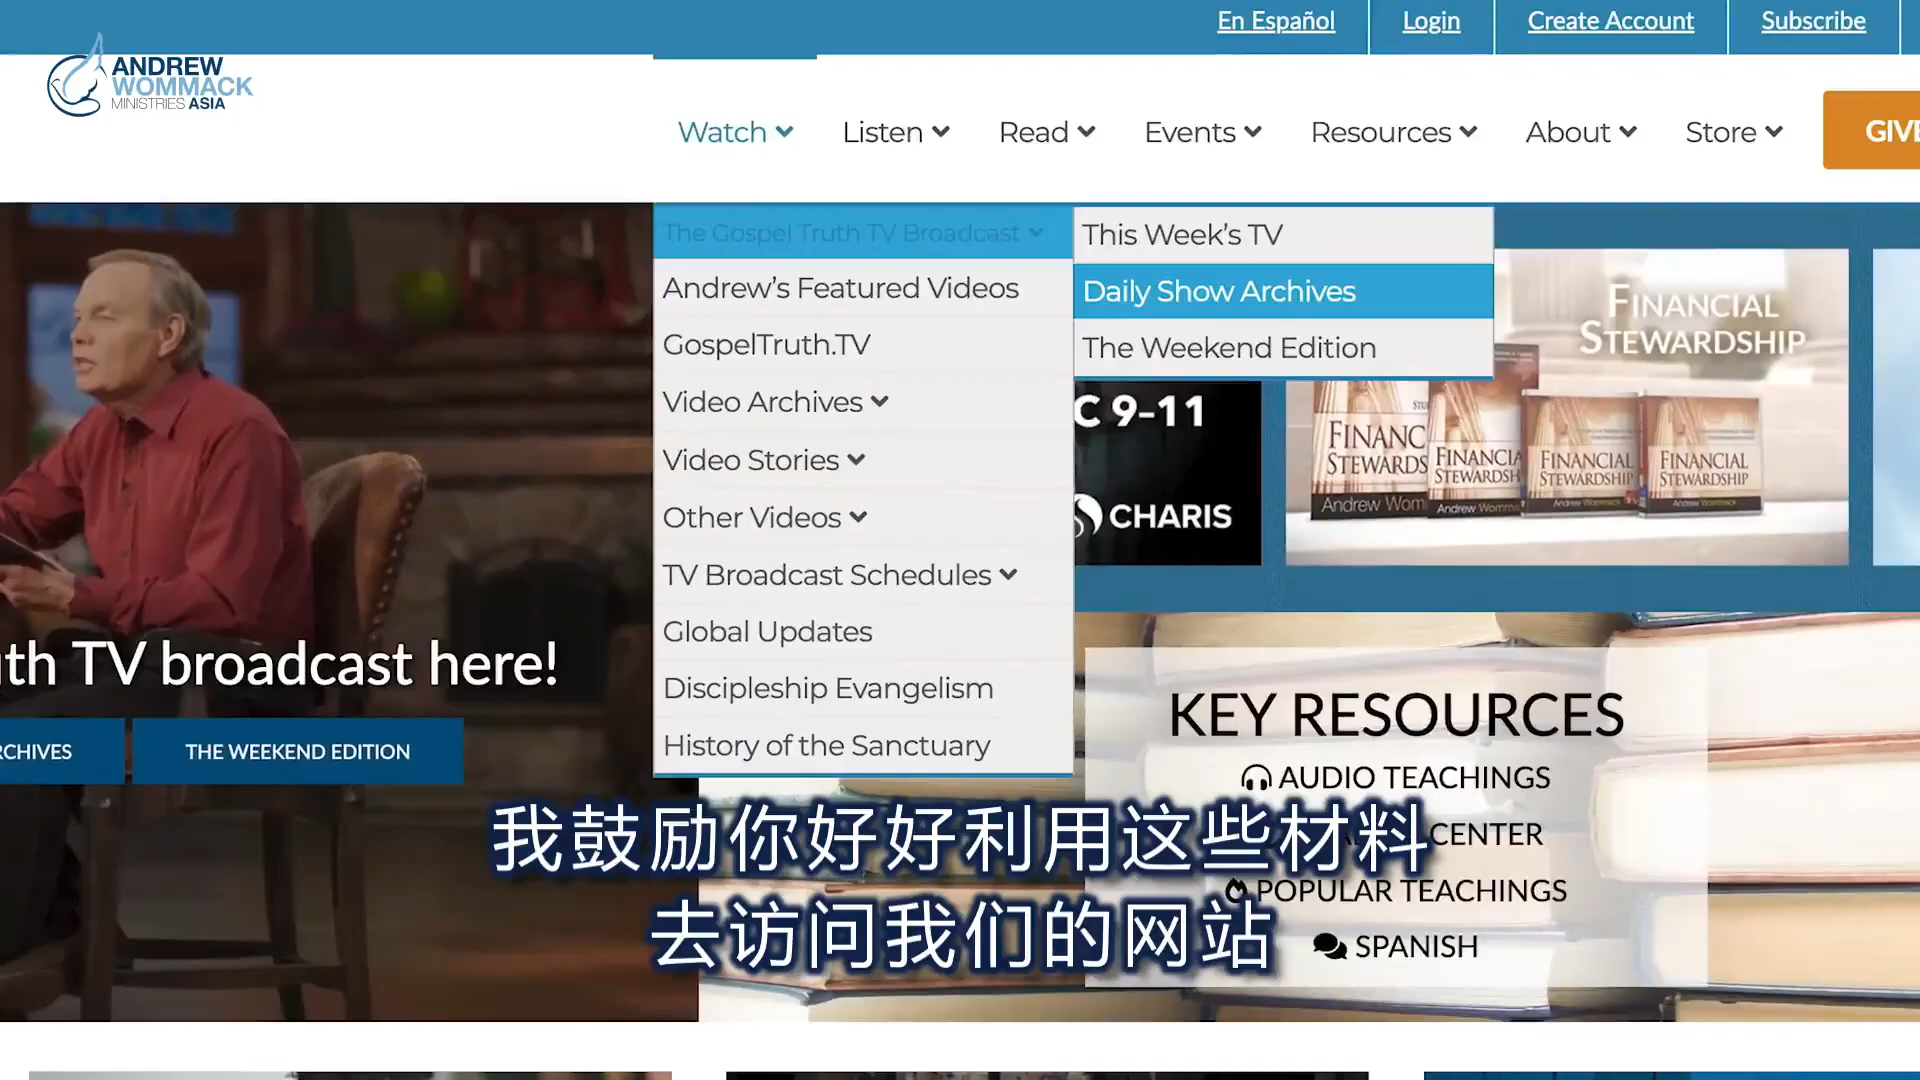 En Español
Login
Create Account
Subscribe
ANDREW
WOMMACK
MINISTRIES ASIA
Watch
Listen
Read
Events
Resources
About
Store
The Gospel Truth TV Broadcast
This Week's TV
Andrew's Featured Videos
Daily Show Archives
GospelTruth.TV
The Weekend Edition
Video Archives
Video Stories
Other Videos
TV Broadcast Schedules
Global Updates
Discipleship Evangelism
History of the Sanctuary
FINANCIAL
STEWARDSHIP
9-11
CHARIS
FINANCIAL
STEWARDSHIP
Andrew Wommack
FINANCIAL
STEWARDSHIP
Andrew Wommack
TV broadcast here!
THE WEEKEND EDITION
KEY RESOURCES
AUDIO TEACHINGS
CENTER
POPULAR TEACHINGS
SPANISH
我鼓励你好好利用这些材料
去访问我们的网站